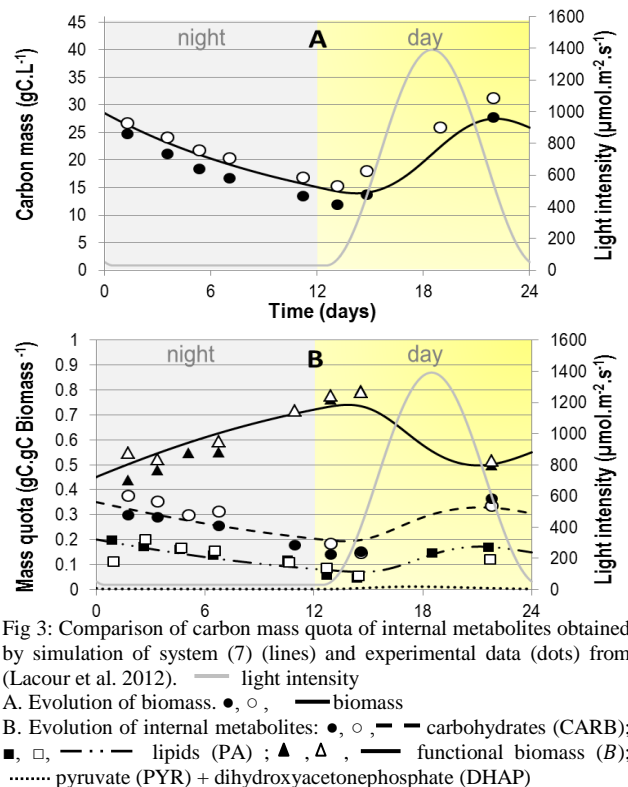 45
40
35
30
25
20
15
10
5
0
Carbon mass (gC.L-1)
night
A
day
1600
1400
1200
1000
800
600
400
200
0
Light intensity (µmol.m-2.s-1)
0
6
12
18
24
Time (days)
1
0.9
0.8
0.7
0.6
0.5
0.4
0.3
0.2
0.1
0
Mass quota (gC.gC Biomass -1)
night
B
day
1600
1400
1200
1000
800
600
400
200
0
Light intensity (µmol.m-2.s-1)
0
6
12
18
24
Fig 3: Comparison of carbon mass quota of internal metabolites obtained
by simulation of system (7) (lines) and experimental data (dots) from
(Lacour et al. 2012). light intensity
A. Evolution of biomass. ●, ○, biomass
B. Evolution of internal metabolites: ●, ○, carbohydrates (CARB);
■, □, lipids (PA) ; ▲, △, functional biomass (B);
pyruvate (PYR) + dihydroxyacetonephosphate (DHAP)